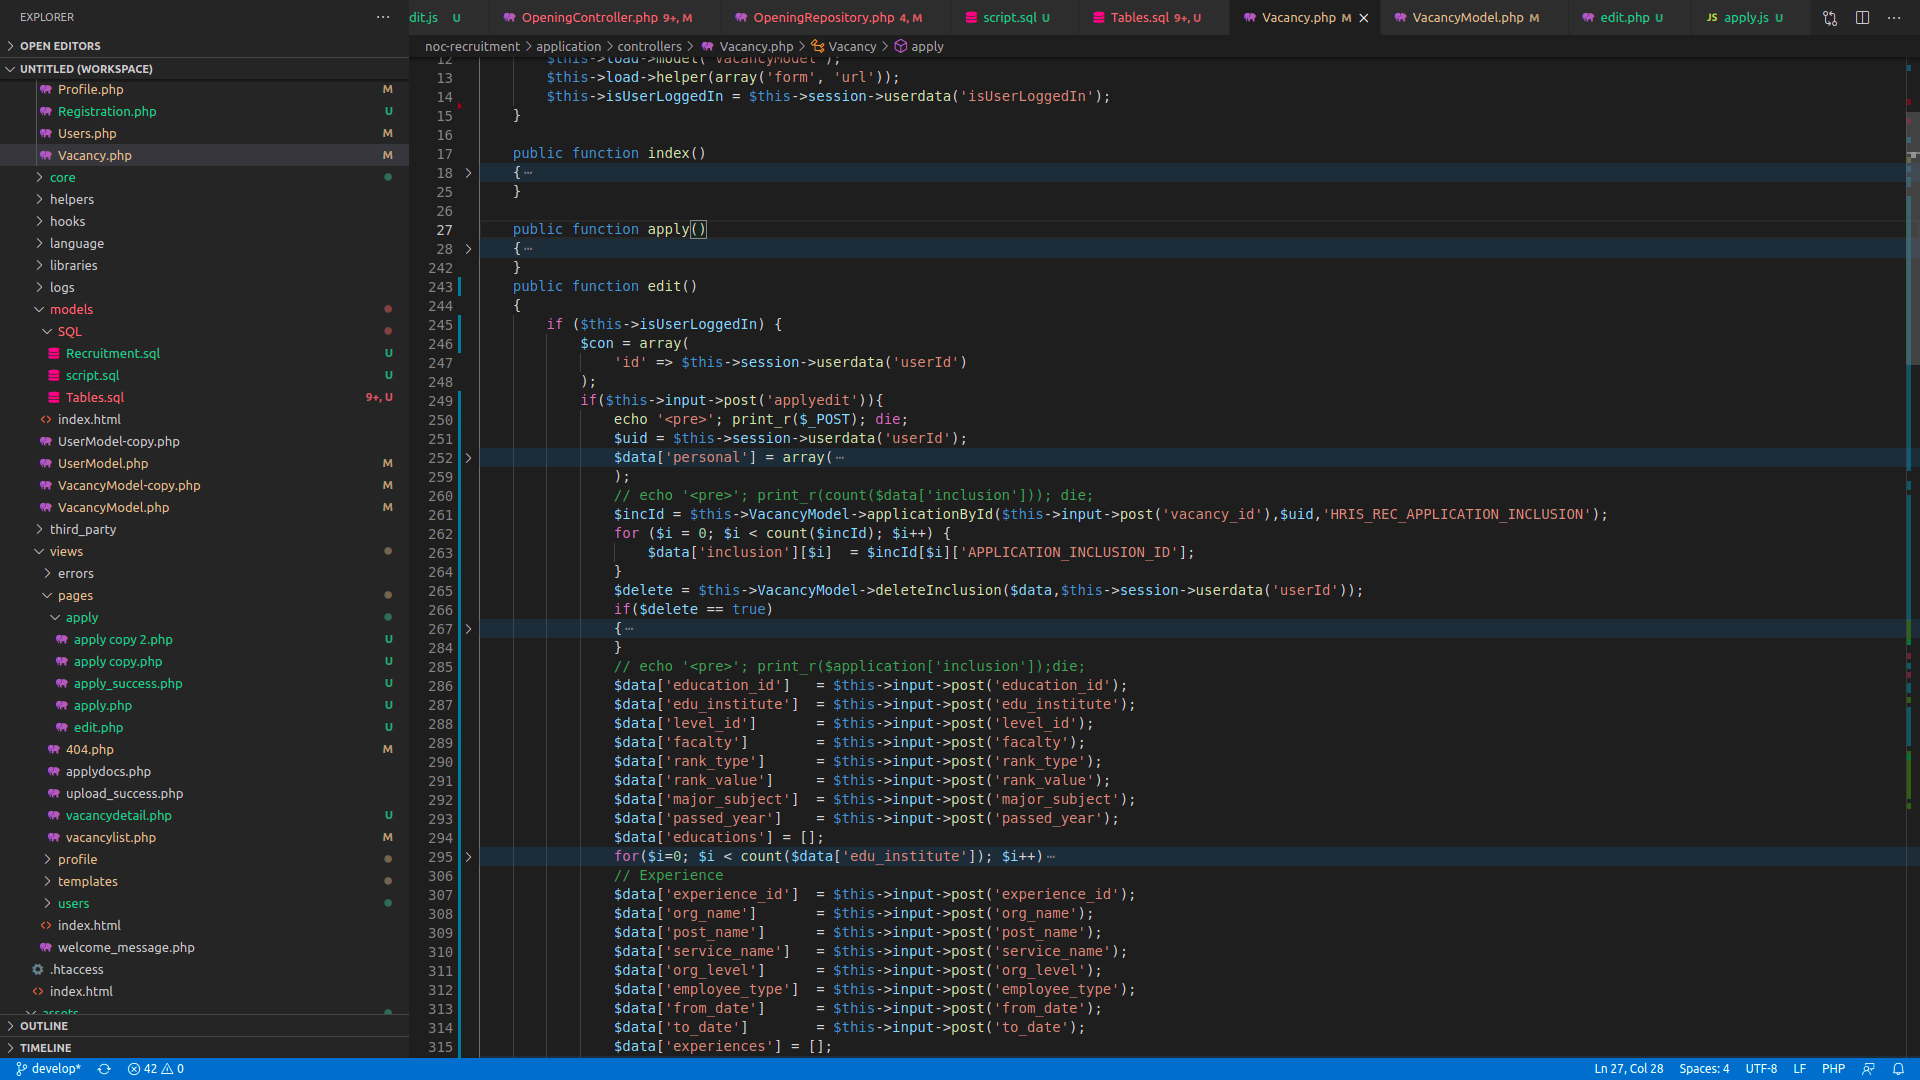 EXPLORER
OPEN EDITORS
UNTITLED (WORKSPACE)
Profile.php M
Registration.php U
Users.php M
Vacancy.php M
core
helpers
hooks
language
libraries
logs
models
SQL
Recruitment.sql U
script.sql U
Tables.sql 9+, U
index.html
UserModel-copy.php
UserModel.php M
VacancyModel-copy.php M
VacancyModel.php M
third_party
views
errors
pages
apply
apply copy 2.php U
apply copy.php U
apply_success.php U
apply.php U
edit.php U
404.php M
applydocs.php
upload_success.php
vacancydetail.php U
vacancylist.php M
profile
templates
users
index.html
welcome_message.php
.htaccess
index.html
assets
OUTLINE
TIMELINE
dit.js U OpeningController.php 9+, M OpeningRepository.php 4, M script.sql U Tables.sql 9+, U Vacancy.php M VacancyModel.php M edit.php U JS apply.js U
noc-recruitment > application > controllers > Vacancy.php > Vacancy > apply
12 $this->load->model('VacancyModel');
13 $this->load->helper(array('form', 'url'));
14 $this->isUserLoggedIn = $this->session->userdata('isUserLoggedIn');
15 }
16
17 public function index()
18 {⋯
25 }
26
27 public function apply()
28 {⋯
242 }
243 public function edit()
244 {
245 if ($this->isUserLoggedIn) {
246 $con = array(
247 'id' => $this->session->userdata('userId')
248 );
249 if($this->input->post('applyedit')){
250 echo '<pre>'; print_r($_POST); die;
251 $uid = $this->session->userdata('userId');
252 $data['personal'] = array(⋯
259 );
260 // echo '<pre>'; print_r(count($data['inclusion'])); die;
261 $incId = $this->VacancyModel->applicationById($this->input->post('vacancy_id'),$uid,'HRIS_REC_APPLICATION_INCLUSION');
262 for ($i = 0; $i < count($incId); $i++) {
263 $data['inclusion'][$i]  = $incId[$i]['APPLICATION_INCLUSION_ID'];
264 }
265 $delete = $this->VacancyModel->deleteInclusion($data,$this->session->userdata('userId'));
266 if($delete == true)
267 {⋯
284 }
285 // echo '<pre>'; print_r($application['inclusion']);die;
286 $data['education_id']   = $this->input->post('education_id');
287 $data['edu_institute']  = $this->input->post('edu_institute');
288 $data['level_id']       = $this->input->post('level_id');
289 $data['facalty']        = $this->input->post('facalty');
290 $data['rank_type']      = $this->input->post('rank_type');
291 $data['rank_value']     = $this->input->post('rank_value');
292 $data['major_subject']  = $this->input->post('major_subject');
293 $data['passed_year']    = $this->input->post('passed_year');
294 $data['educations'] = [];
295 for($i=0; $i < count($data['edu_institute']); $i++)⋯
306 // Experience
307 $data['experience_id']  = $this->input->post('experience_id');
308 $data['org_name']       = $this->input->post('org_name');
309 $data['post_name']      = $this->input->post('post_name');
310 $data['service_name']   = $this->input->post('service_name');
311 $data['org_level']      = $this->input->post('org_level');
312 $data['employee_type']  = $this->input->post('employee_type');
313 $data['from_date']      = $this->input->post('from_date');
314 $data['to_date']        = $this->input->post('to_date');
315 $data['experiences'] = [];
develop* 42 0 Ln 27, Col 28 Spaces: 4 UTF-8 LF PHP